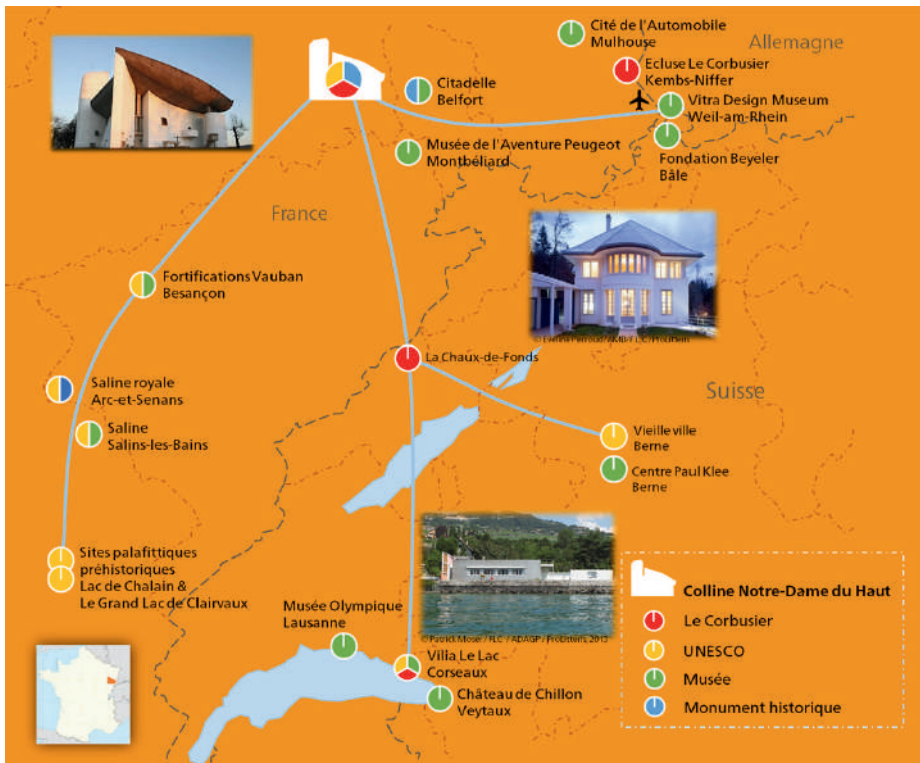 Cité de l'Automobile
Mulhouse
Allemagne
Ecluse Le Corbusier
Kembs-Niffer
Citadelle
Belfort
Vitra Design Museum
Weil-am-Rhein
Musée de l'Aventure Peugeot
Montbéliard
Fondation Beyeler
Bâle
France
Fortifications Vauban
Besançon
La Chaux-de-Fonds
Saline royale
Arc-et-Senans
Suisse
Saline
Salins-les-Bains
Vieille ville
Berne
Centre Paul Klee
Berne
Sites palafittiques
préhistoriques
Lac de Chalain &
Le Grand Lac de Clairvaux
Musée Olympique
Lausanne
© Patrick Moser / FLC / ADAGP / ProLitteris, 2013
Villa Le Lac
Corseaux
Château de Chillon
Veytaux
Colline Notre-Dame du Haut
Le Corbusier
UNESCO
Musée
Monument historique